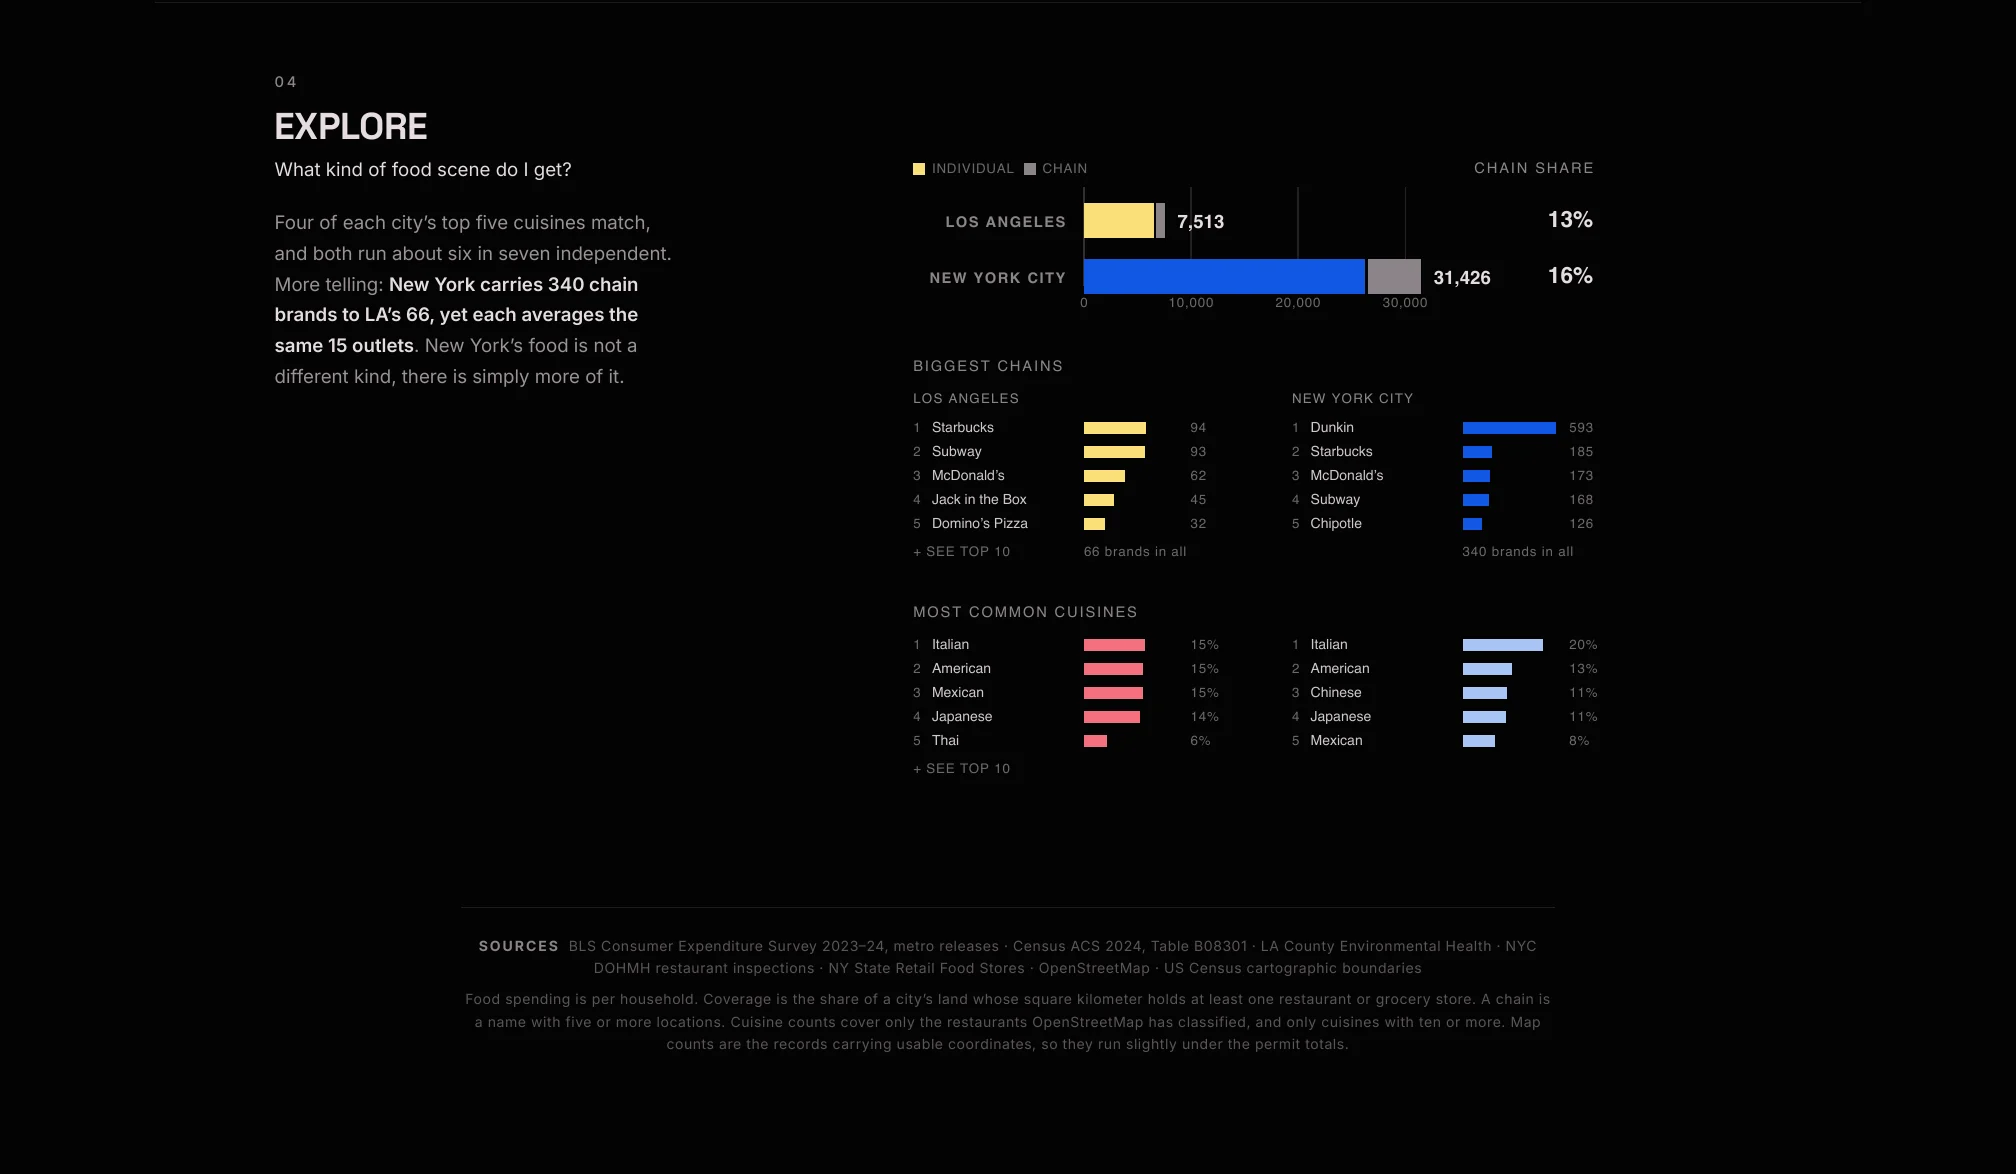 04
EXPLORE
What kind of food scene do I get?
Four of each city’s top five cuisines match,
and both run about six in seven independent.
More telling: New York carries 340 chain
brands to LA’s 66, yet each averages the
same 15 outlets. New York’s food is not a
different kind, there is simply more of it.
INDIVIDUAL CHAIN CHAIN SHARE
LOS ANGELES 7,513 13%
NEW YORK CITY 31,426 16%
0 10,000 20,000 30,000
BIGGEST CHAINS
LOS ANGELES
1 Starbucks 94
2 Subway 93
3 McDonald’s 62
4 Jack in the Box 45
5 Domino’s Pizza 32
+ SEE TOP 10 66 brands in all
NEW YORK CITY
1 Dunkin 593
2 Starbucks 185
3 McDonald’s 173
4 Subway 168
5 Chipotle 126
340 brands in all
MOST COMMON CUISINES
1 Italian 15%
2 American 15%
3 Mexican 15%
4 Japanese 14%
5 Thai 6%
+ SEE TOP 10
1 Italian 20%
2 American 13%
3 Chinese 11%
4 Japanese 11%
5 Mexican 8%
SOURCES BLS Consumer Expenditure Survey 2023–24, metro releases · Census ACS 2024, Table B08301 · LA County Environmental Health · NYC
DOHMH restaurant inspections · NY State Retail Food Stores · OpenStreetMap · US Census cartographic boundaries
Food spending is per household. Coverage is the share of a city’s land whose square kilometer holds at least one restaurant or grocery store. A chain is
a name with five or more locations. Cuisine counts cover only the restaurants OpenStreetMap has classified, and only cuisines with ten or more. Map
counts are the records carrying usable coordinates, so they run slightly under the permit totals.